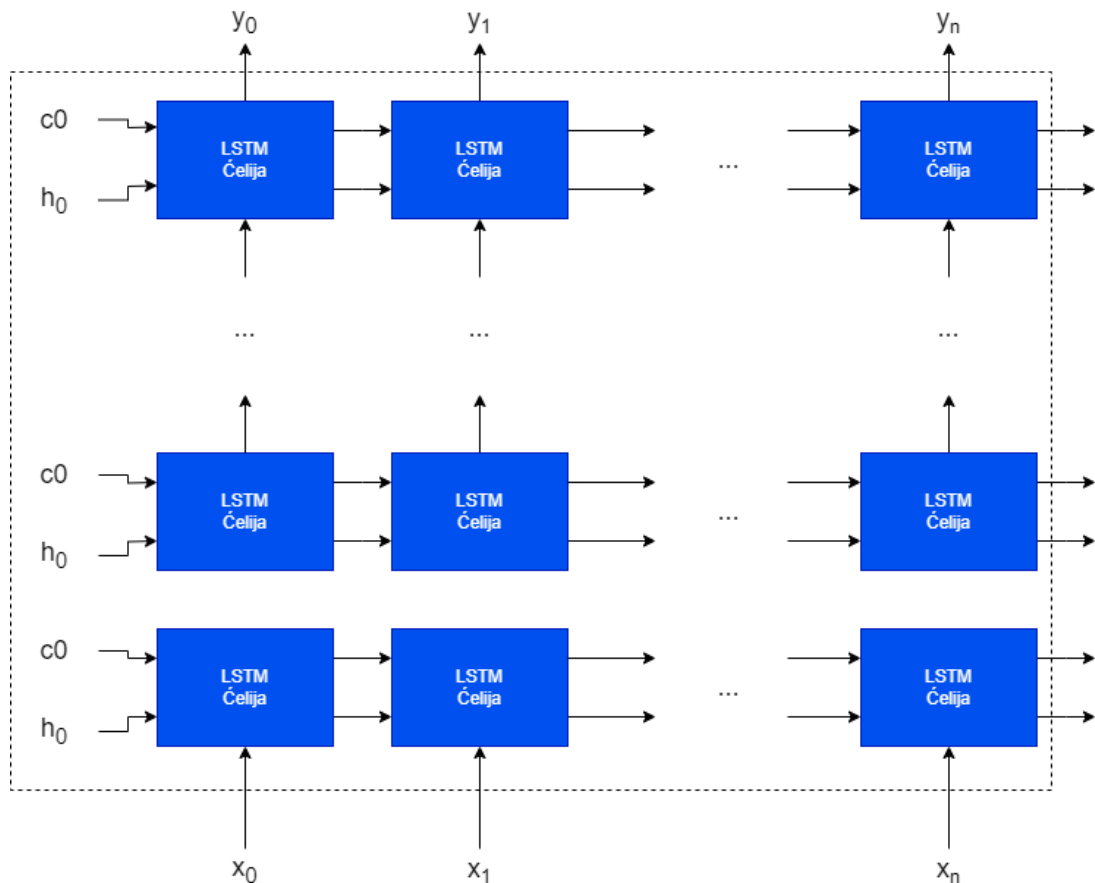 y₀ y₁ yₙ
c0
h₀
LSTM
Ćelija
LSTM
Ćelija
...
LSTM
Ćelija
... ... ...
c0
h₀
LSTM
Ćelija
LSTM
Ćelija
...
LSTM
Ćelija
c0
h₀
LSTM
Ćelija
LSTM
Ćelija
...
LSTM
Ćelija
x₀ x₁ xₙ